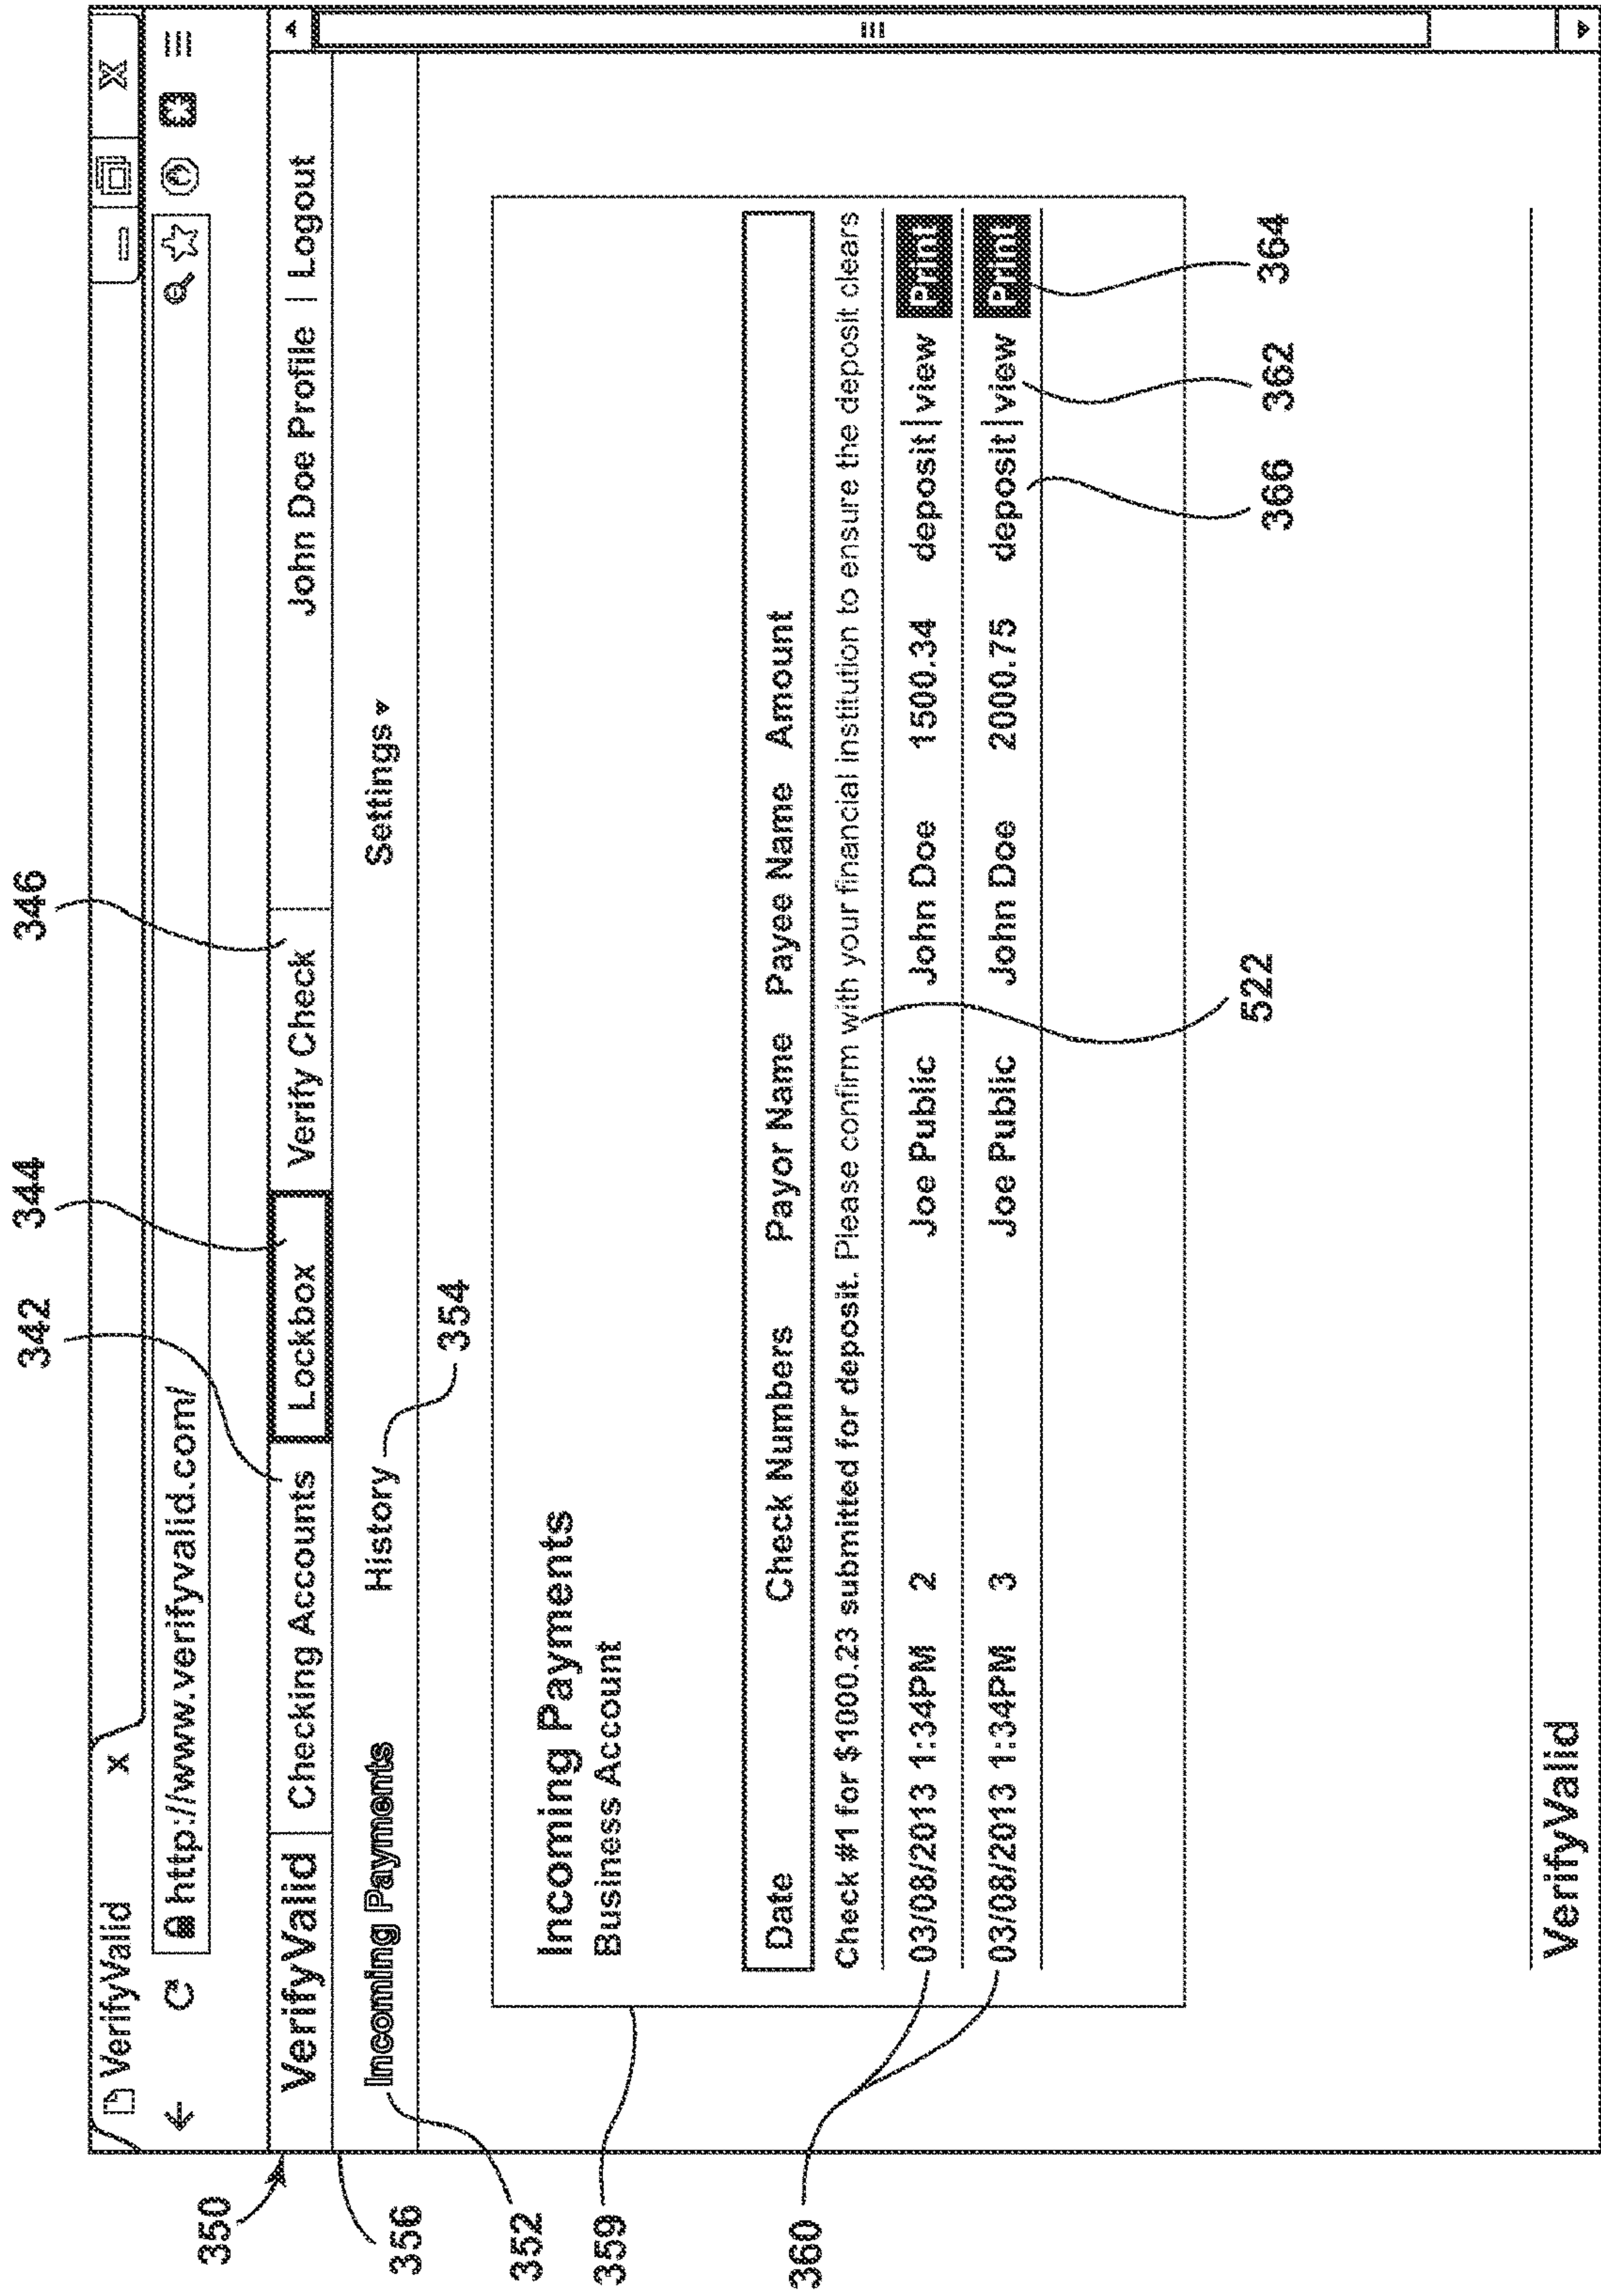 346
344
342
VerifyValid x
http://www.verifyvalid.com/
350
VerifyValid Checking Accounts Lockbox Verify Check John Doe Profile | Logout
356
Incoming Payments History Settings
352
354
Incoming Payments
Business Account
359
Date Check Numbers Payor Name Payee Name Amount
Check #1 for $1000.23 submitted for deposit. Please confirm with your financial institution to ensure the deposit clears
03/08/2013 1:34PM 2 Joe Public John Doe 1500.34 deposit|view Print
03/08/2013 1:34PM 3 Joe Public John Doe 2000.75 deposit|view Print
360
522
366
362
364
VerifyValid